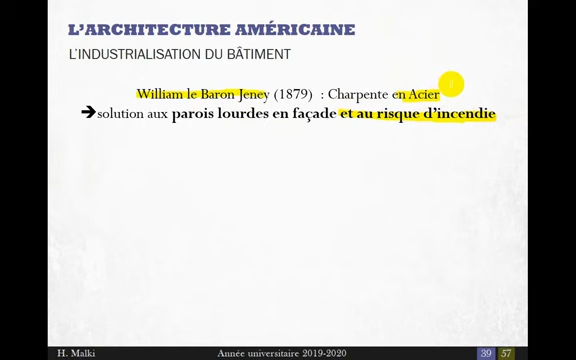 L'ARCHITECTURE AMÉRICAINE
L'INDUSTRIALISATION DU BÂTIMENT
William le Baron Jeney (1879) : Charpente en Acier
➔solution aux parois lourdes en façade et au risque d'incendie
H. Malki Année universitaire 2019-2020 39 57